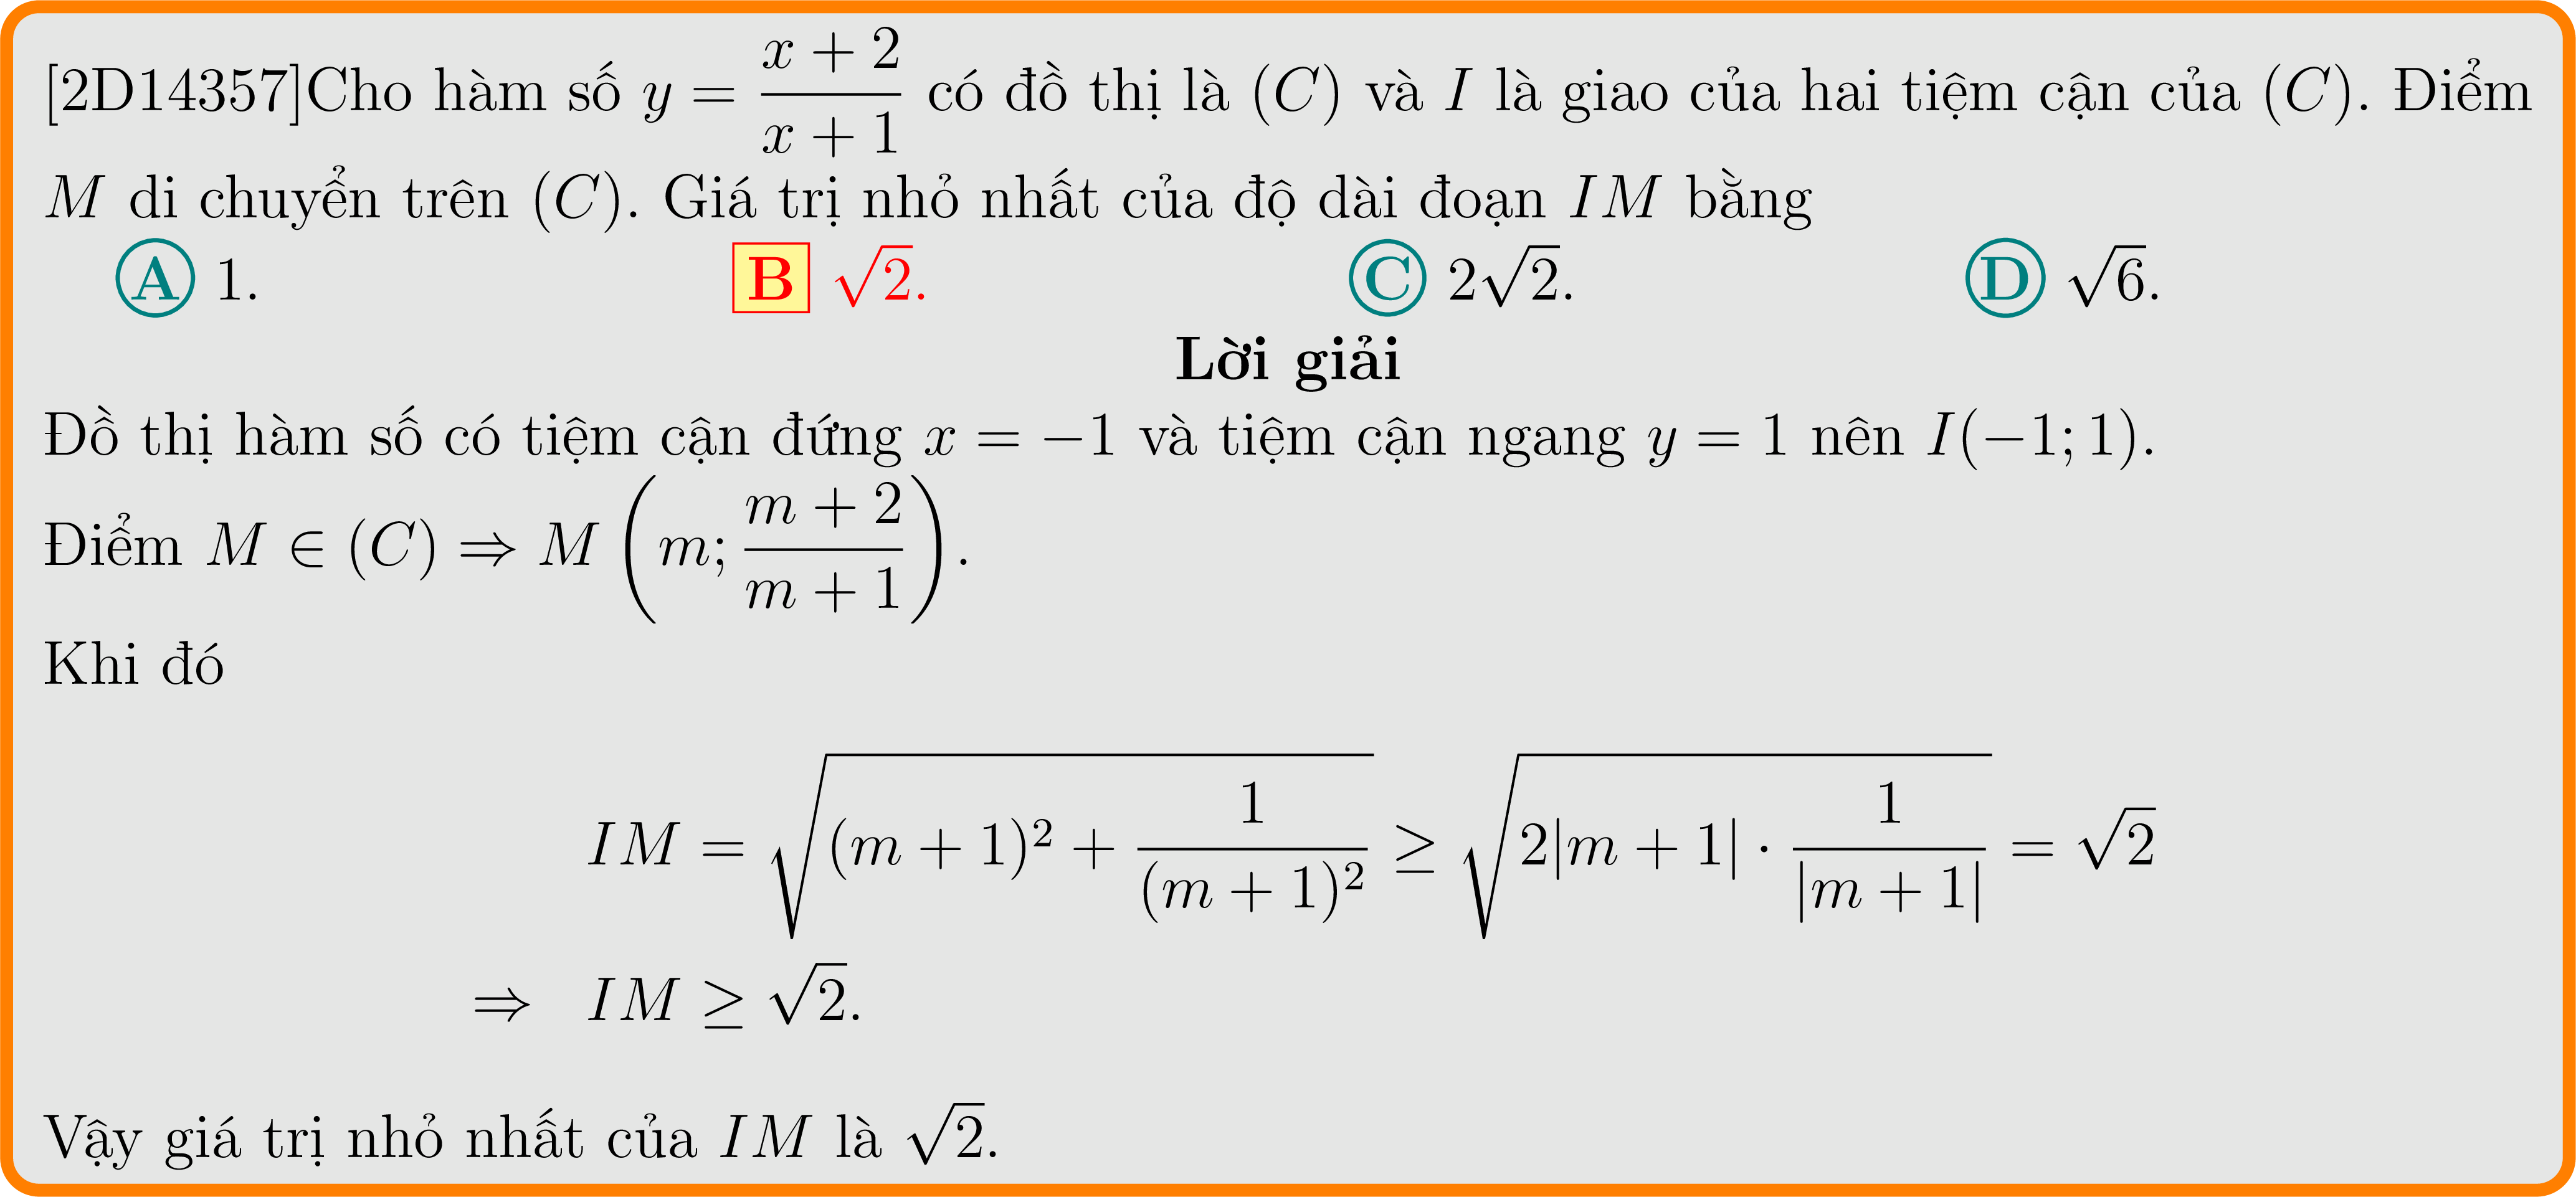 [2D14357]Cho hàm số $y = \dfrac{x+2}{x+1}$ có đồ thị là $(C)$ và $I$ là giao của hai tiệm cận của $(C)$. Điểm
$M$ di chuyển trên $(C)$. Giá trị nhỏ nhất của độ dài đoạn $IM$ bằng
A 1. B $\sqrt{2}$. C $2\sqrt{2}$. D $\sqrt{6}$.
Lời giải
Đồ thị hàm số có tiệm cận đứng $x = -1$ và tiệm cận ngang $y = 1$ nên $I(-1; 1)$.
Điểm $M \in (C) \Rightarrow M\left(m; \dfrac{m+2}{m+1}\right)$.
Khi đó
$IM = \sqrt{(m+1)^2 + \dfrac{1}{(m+1)^2}} \geq \sqrt{2|m+1| \cdot \dfrac{1}{|m+1|}} = \sqrt{2}$
$\Rightarrow IM \geq \sqrt{2}$.
Vậy giá trị nhỏ nhất của $IM$ là $\sqrt{2}$.